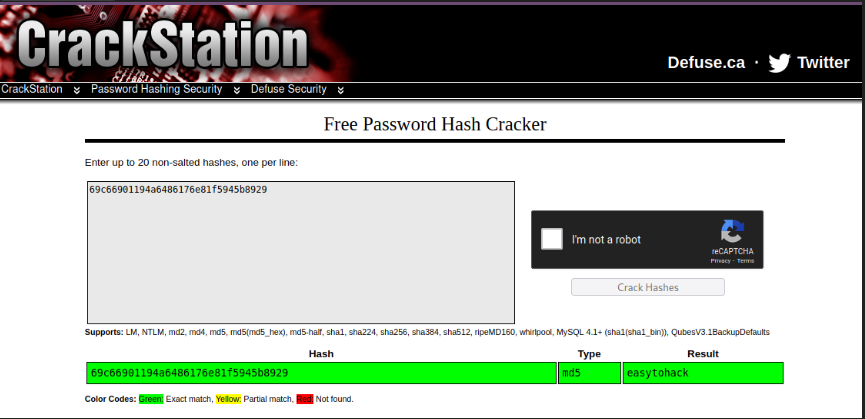 CrackStation
Defuse.ca · Twitter
CrackStation Password Hashing Security Defuse Security
Free Password Hash Cracker
Enter up to 20 non-salted hashes, one per line:
69c66901194a6486176e81f5945b8929
I'm not a robot
reCAPTCHA
Privacy - Terms
Crack Hashes
Supports: LM, NTLM, md2, md4, md5, md5(md5_hex), md5-half, sha1, sha224, sha256, sha384, sha512, ripeMD160, whirlpool, MySQL 4.1+ (sha1(sha1_bin)), QubesV3.1BackupDefaults
Hash Type Result
69c66901194a6486176e81f5945b8929 md5 easytohack
Color Codes: Green: Exact match, Yellow: Partial match, Red: Not found.